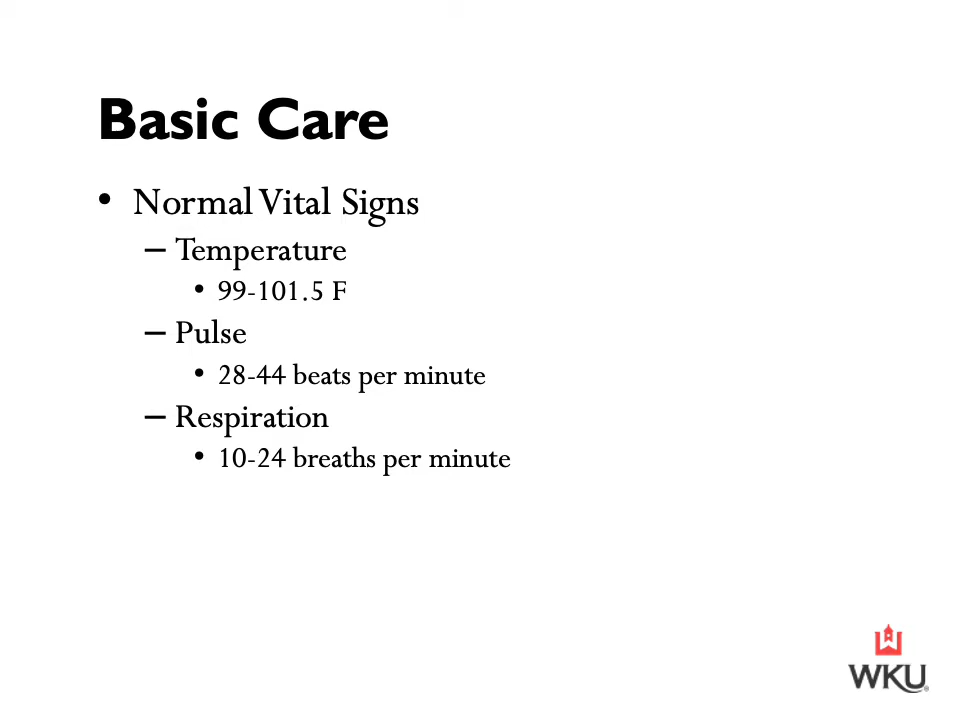 Basic Care
• Normal Vital Signs
– Temperature
• 99-101.5 F
– Pulse
• 28-44 beats per minute
– Respiration
• 10-24 breaths per minute
WKU®